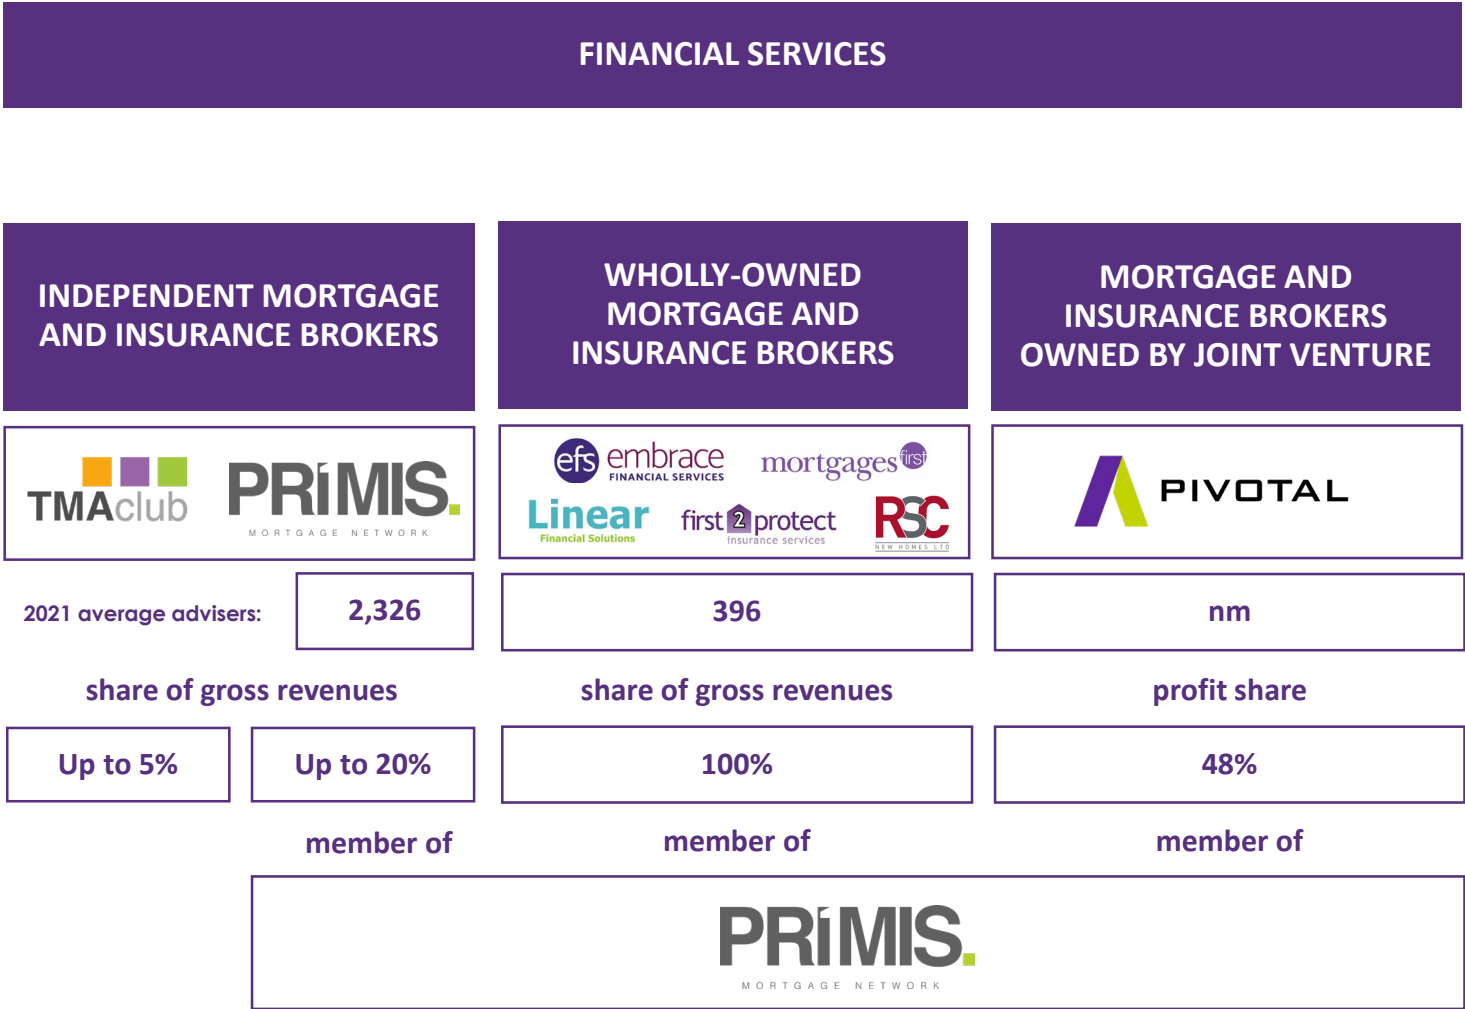 FINANCIAL SERVICES
INDEPENDENT MORTGAGE
AND INSURANCE BROKERS
WHOLLY-OWNED
MORTGAGE AND
INSURANCE BROKERS
MORTGAGE AND
INSURANCE BROKERS
OWNED BY JOINT VENTURE
TMAclub
PRIMIS.
MORTGAGE NETWORK
efs embrace
FINANCIAL SERVICES
mortgages first
Linear
Financial Solutions
first 2 protect
insurance services
RSC
NEW HOMES LTD
PIVOTAL
2021 average advisers:
2,326
396
nm
share of gross revenues
share of gross revenues
profit share
Up to 5%
Up to 20%
100%
48%
member of
member of
member of
PRIMIS.
MORTGAGE NETWORK